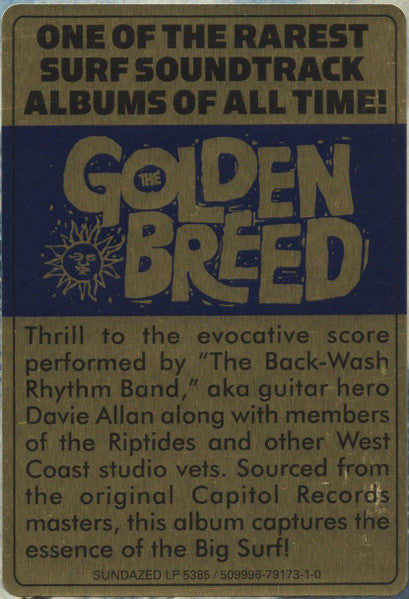 ONE OF THE RAREST
SURF SOUNDTRACK
ALBUMS OF ALL TIME!
THE GOLDEN
BREED
Thrill to the evocative score
performed by "The Back-Wash
Rhythm Band," aka guitar hero
Davie Allan along with members
of the Riptides and other West
Coast studio vets. Sourced from
the original Capitol Records
masters, this album captures the
essence of the Big Surf!
SUNDAZED LP 5385 / 509996-79173-1-0